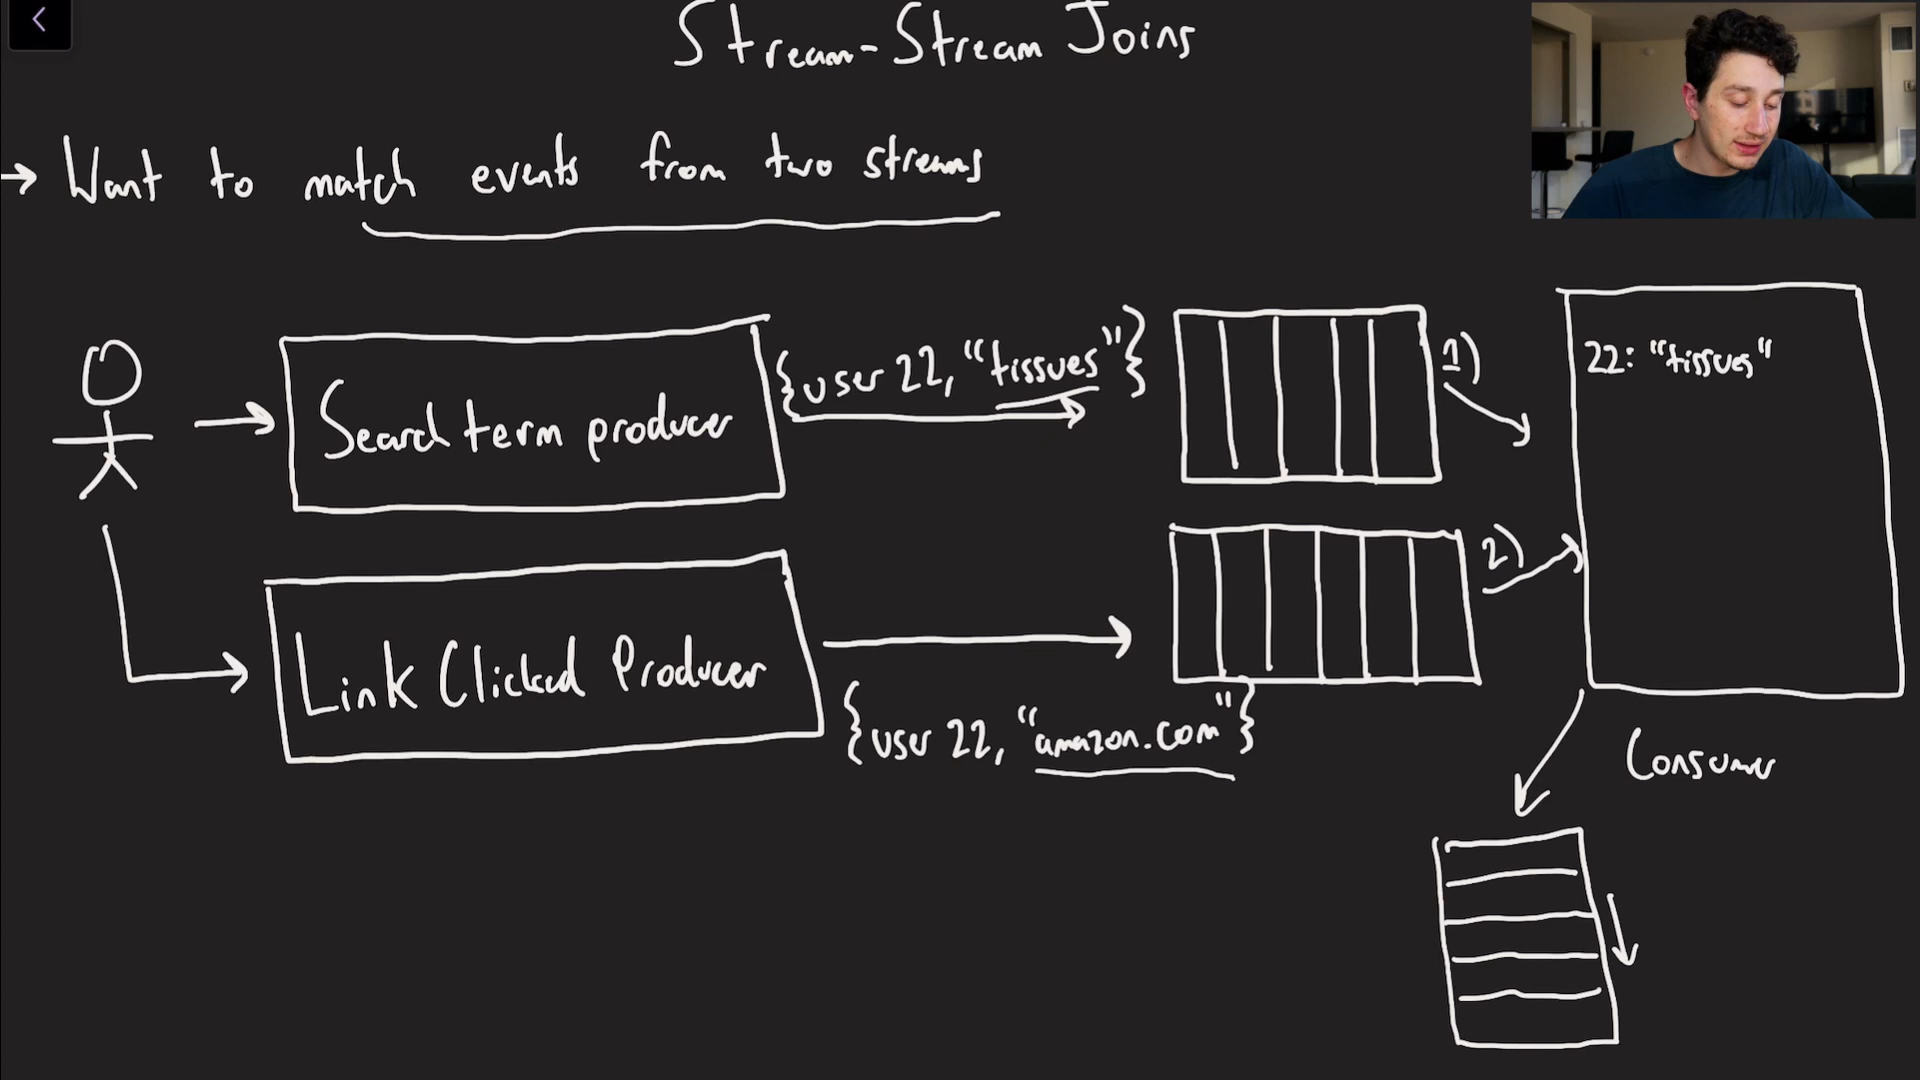 Stream-Stream Joins
→ Want to match events from two streams
{user 22, "tissues"}
1)
22: "tissues"
Search term producer
2)
Link Clicked Producer
{user 22, "amazon.com"}
Consumer